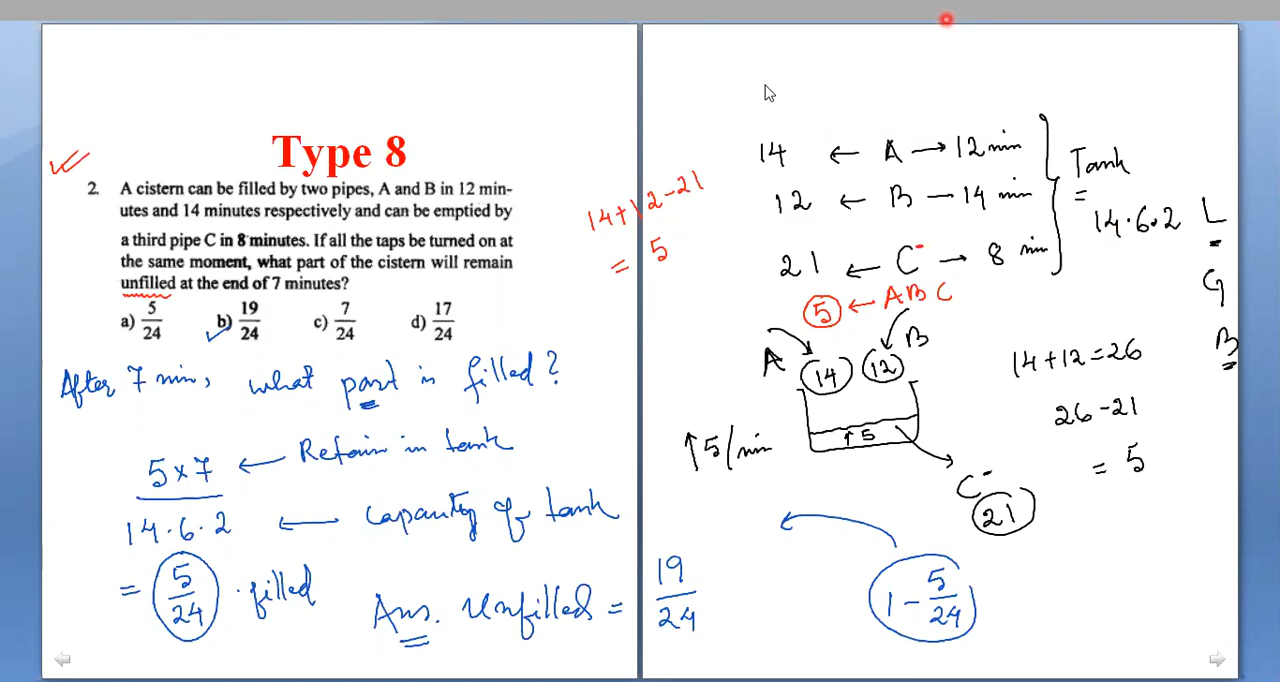 Type 8
2. A cistern can be filled by two pipes, A and B in 12 min-
utes and 14 minutes respectively and can be emptied by
a third pipe C in 8 minutes. If all the taps be turned on at
the same moment, what part of the cistern will remain
unfilled at the end of 7 minutes?
a) 5/24 b) 19/24 c) 7/24 d) 17/24
After 7 min, what part is filled?
5 x 7 ← Retain in tank
14·6·2 ← Capacity of tank
= 5/24 · filled
Ans. Unfilled = 19/24
14+12-21
= 5
14 ← A → 12 min
12 ← B — 14 min
21 ← C- → 8 min
5 ← A B C
Tank
=
14·6·2 L
G
B
A 14 12 B
↑5
↑5/min
C-
21
14+12=26
26-21
= 5
1 - 5/24